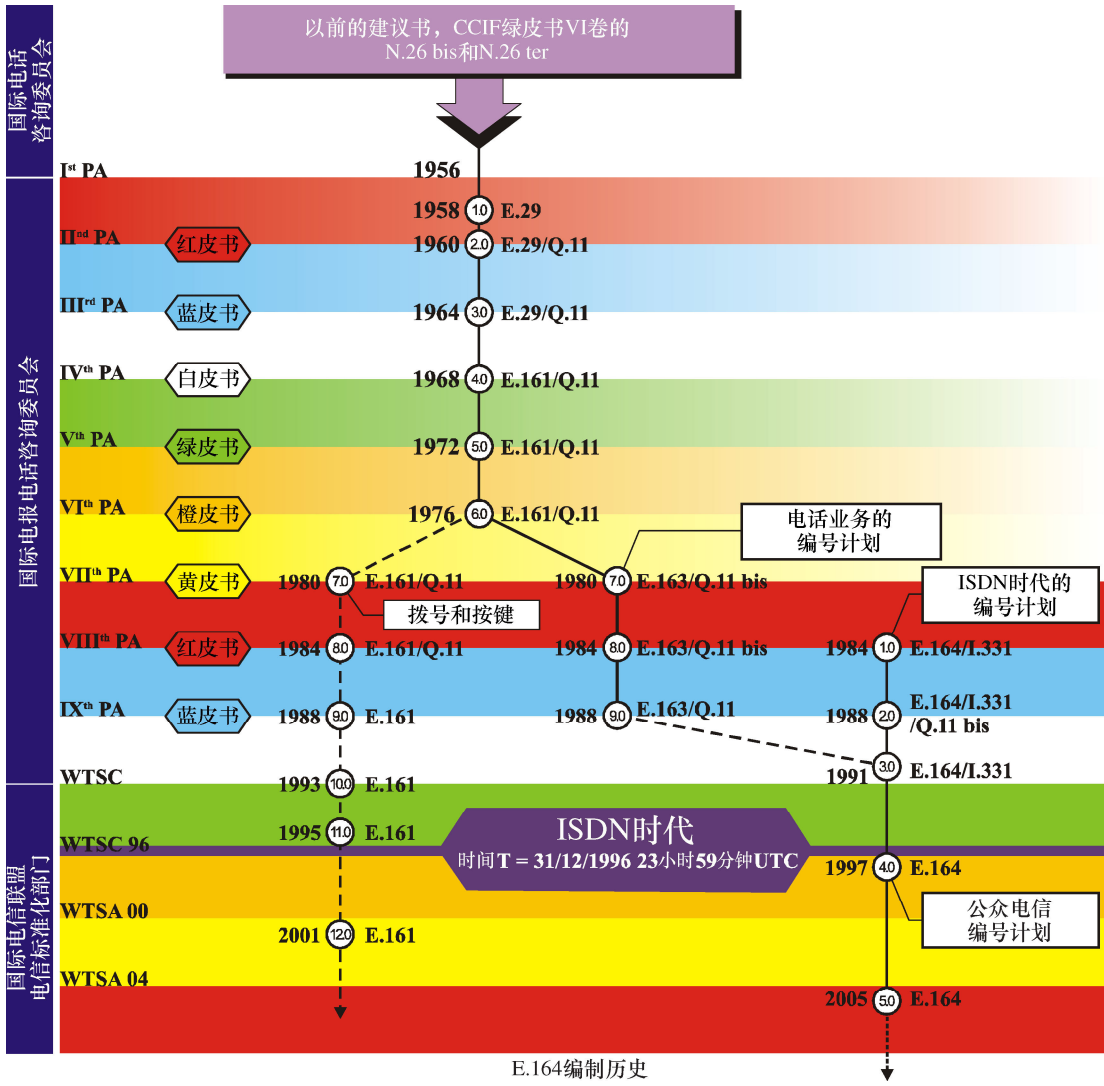 以前的建议书，CCIF绿皮书VI卷的
N.26 bis和N.26 ter
国际电话
咨询委员会
Iˢᵗ PA
1956
1958 1.0 E.29
IIⁿᵈ PA 红皮书 1960 2.0 E.29/Q.11
IIIʳᵈ PA 蓝皮书 1964 3.0 E.29/Q.11
国际电报电话咨询委员会
IVᵗʰ PA 白皮书 1968 4.0 E.161/Q.11
Vᵗʰ PA 绿皮书 1972 5.0 E.161/Q.11
VIᵗʰ PA 橙皮书 1976 6.0 E.161/Q.11
电话业务的
编号计划
VIIᵗʰ PA 黄皮书 1980 7.0 E.161/Q.11 1980 7.0 E.163/Q.11 bis
拨号和按键
ISDN时代的
编号计划
VIIIᵗʰ PA 红皮书 1984 8.0 E.161/Q.11 1984 8.0 E.163/Q.11 bis 1984 1.0 E.164/I.331
IXᵗʰ PA 蓝皮书 1988 9.0 E.161 1988 9.0 E.163/Q.11 1988 2.0 E.164/I.331
/Q.11 bis
1991 3.0 E.164/I.331
WTSC 1993 10.0 E.161
1995 11.0 E.161
ISDN时代
时间T = 31/12/1996 23小时59分钟UTC
WTSC 96
1997 4.0 E.164
公众电信
编号计划
国际电信联盟
电信标准化部门
WTSA 00
2001 12.0 E.161
WTSA 04
2005 5.0 E.164
E.164编制历史